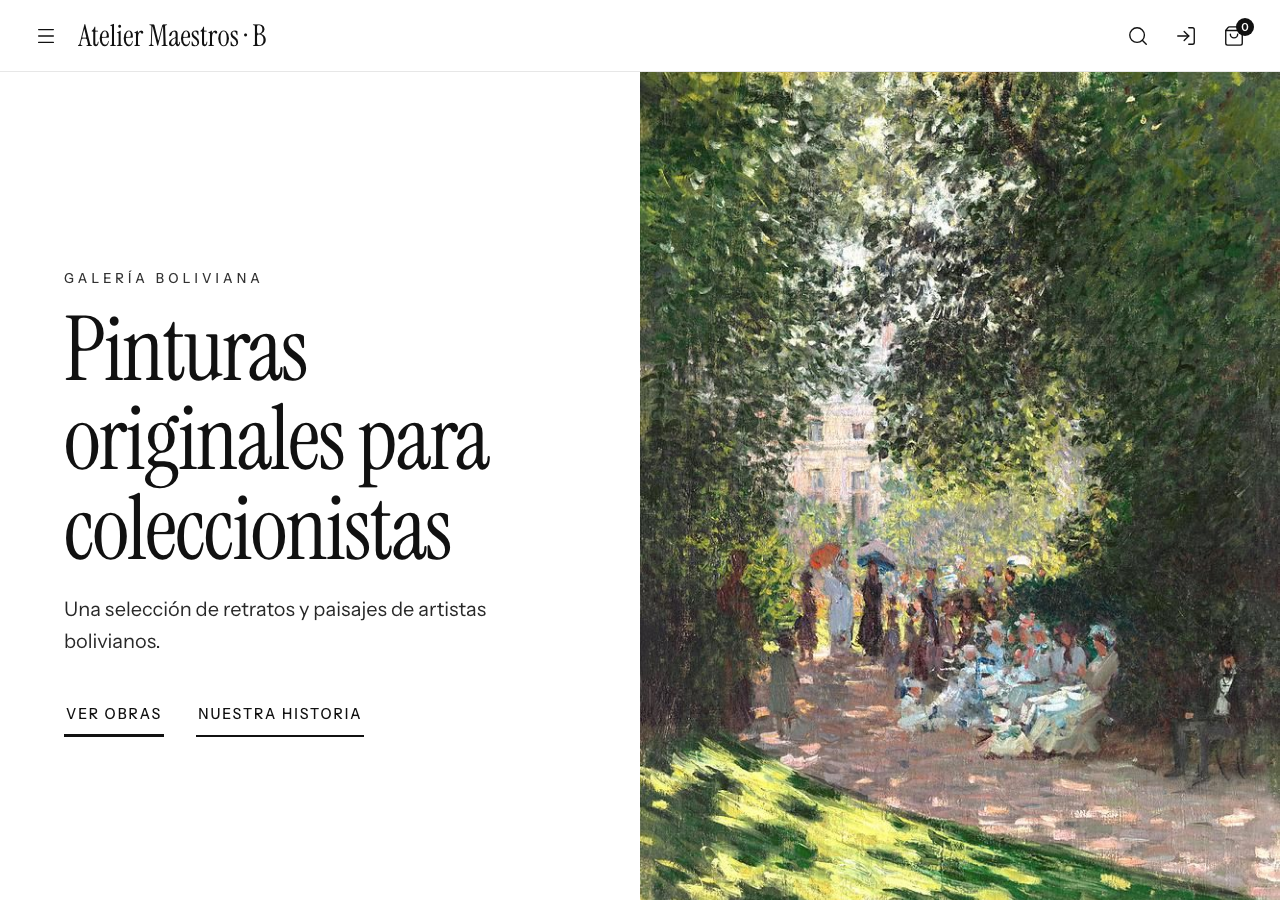 Atelier Maestros · B
0
GALERÍA BOLIVIANA
Pinturas
originales para
coleccionistas
Una selección de retratos y paisajes de artistas
bolivianos.
VER OBRAS
NUESTRA HISTORIA